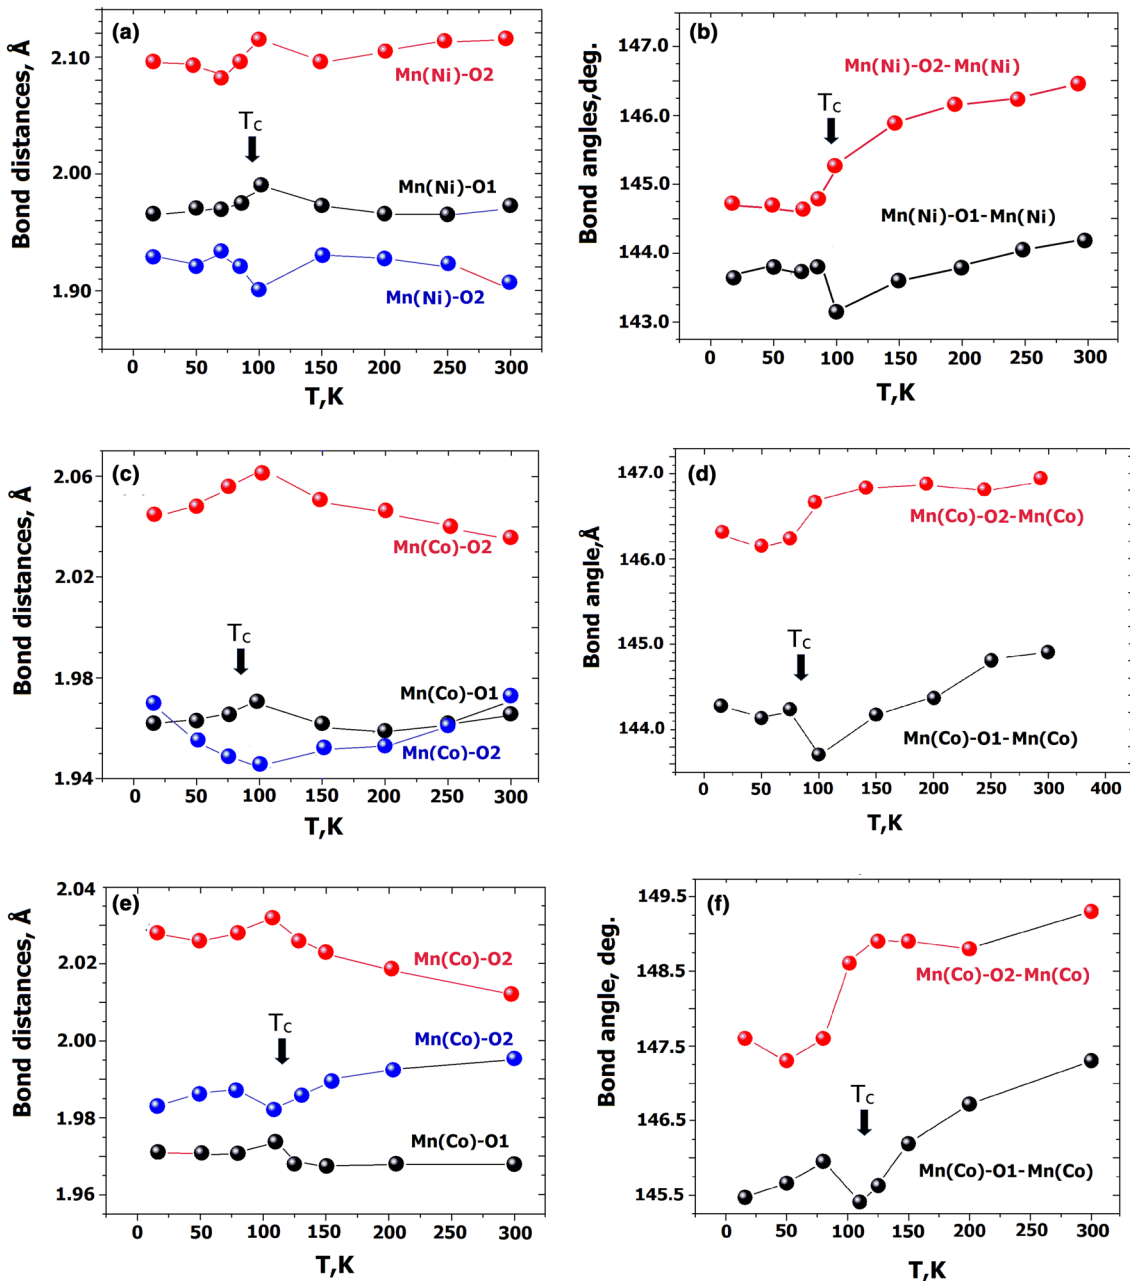 (a)
Bond distances, Å
2.10
2.00
1.90
Mn(Ni)-O2
Tc
Mn(Ni)-O1
Mn(Ni)-O2
0 50 100 150 200 250 300
T,K
(b)
Bond angles,deg.
147.0
146.0
145.0
144.0
143.0
Mn(Ni)-O2-Mn(Ni)
Tc
Mn(Ni)-O1-Mn(Ni)
0 50 100 150 200 250 300
T,K
(c)
Bond distances, Å
2.06
2.02
1.98
1.94
Mn(Co)-O2
Tc
Mn(Co)-O1
Mn(Co)-O2
0 50 100 150 200 250 300
T,K
(d)
Bond angle,Å
147.0
146.0
145.0
144.0
Mn(Co)-O2-Mn(Co)
Tc
Mn(Co)-O1-Mn(Co)
0 50 100 150 200 250 300 400
T,K
(e)
Bond distances, Å
2.04
2.02
2.00
1.98
1.96
Mn(Co)-O2
Tc
Mn(Co)-O2
Mn(Co)-O1
0 50 100 150 200 250 300
T,K
(f)
Bond angle, deg.
149.5
148.5
147.5
146.5
145.5
Mn(Co)-O2-Mn(Co)
Tc
Mn(Co)-O1-Mn(Co)
0 50 100 150 200 250 300
T,K